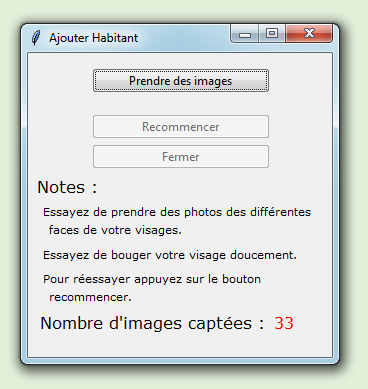 Ajouter Habitant
Prendre des images
Recommencer
Fermer
Notes :
Essayez de prendre des photos des différentes
faces de votre visages.
Essayez de bouger votre visage doucement.
Pour réessayer appuyez sur le bouton
recommencer.
Nombre d'images captées : 33